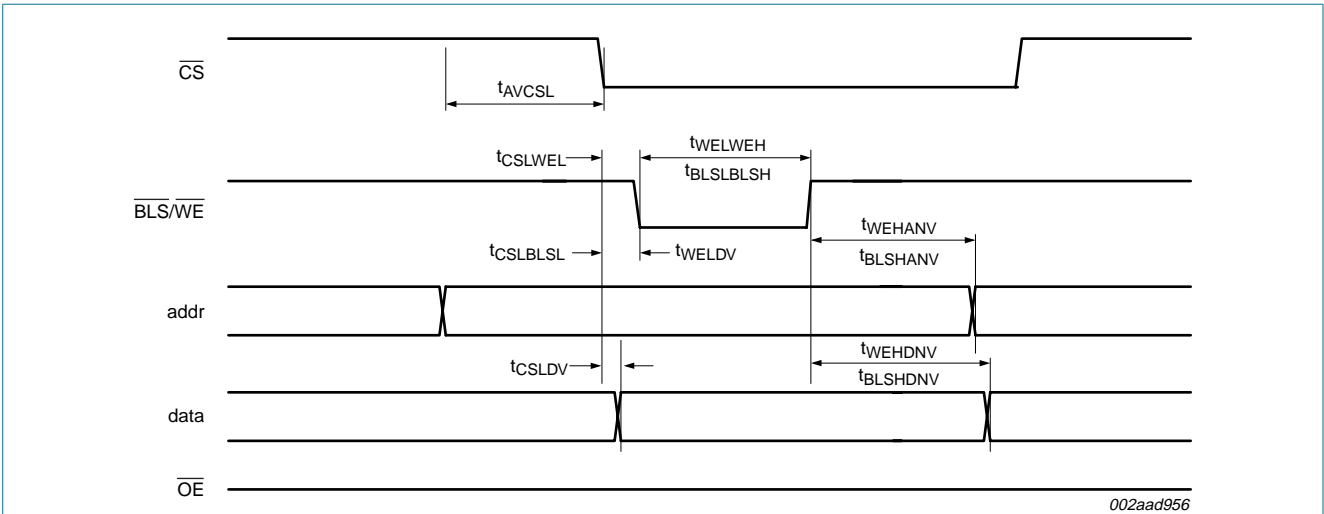 CS
tAVCSL
tCSLWEL
tWELWEH
tBLSLBLSH
BLS/WE
tCSLBLSL
tWELDV
tWEHANV
tBLSHANV
addr
tCSLDV
tWEHDNV
tBLSHDNV
data
OE
002aad956